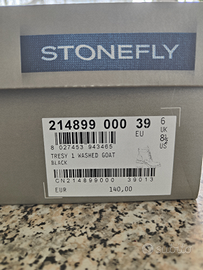 STONEFLY
214899 000 39 6
EU UK
8½
US
8 027453 943465
TRESY 1 WASHED GOAT
BLACK
CN214899000 39013
EUR 140,00